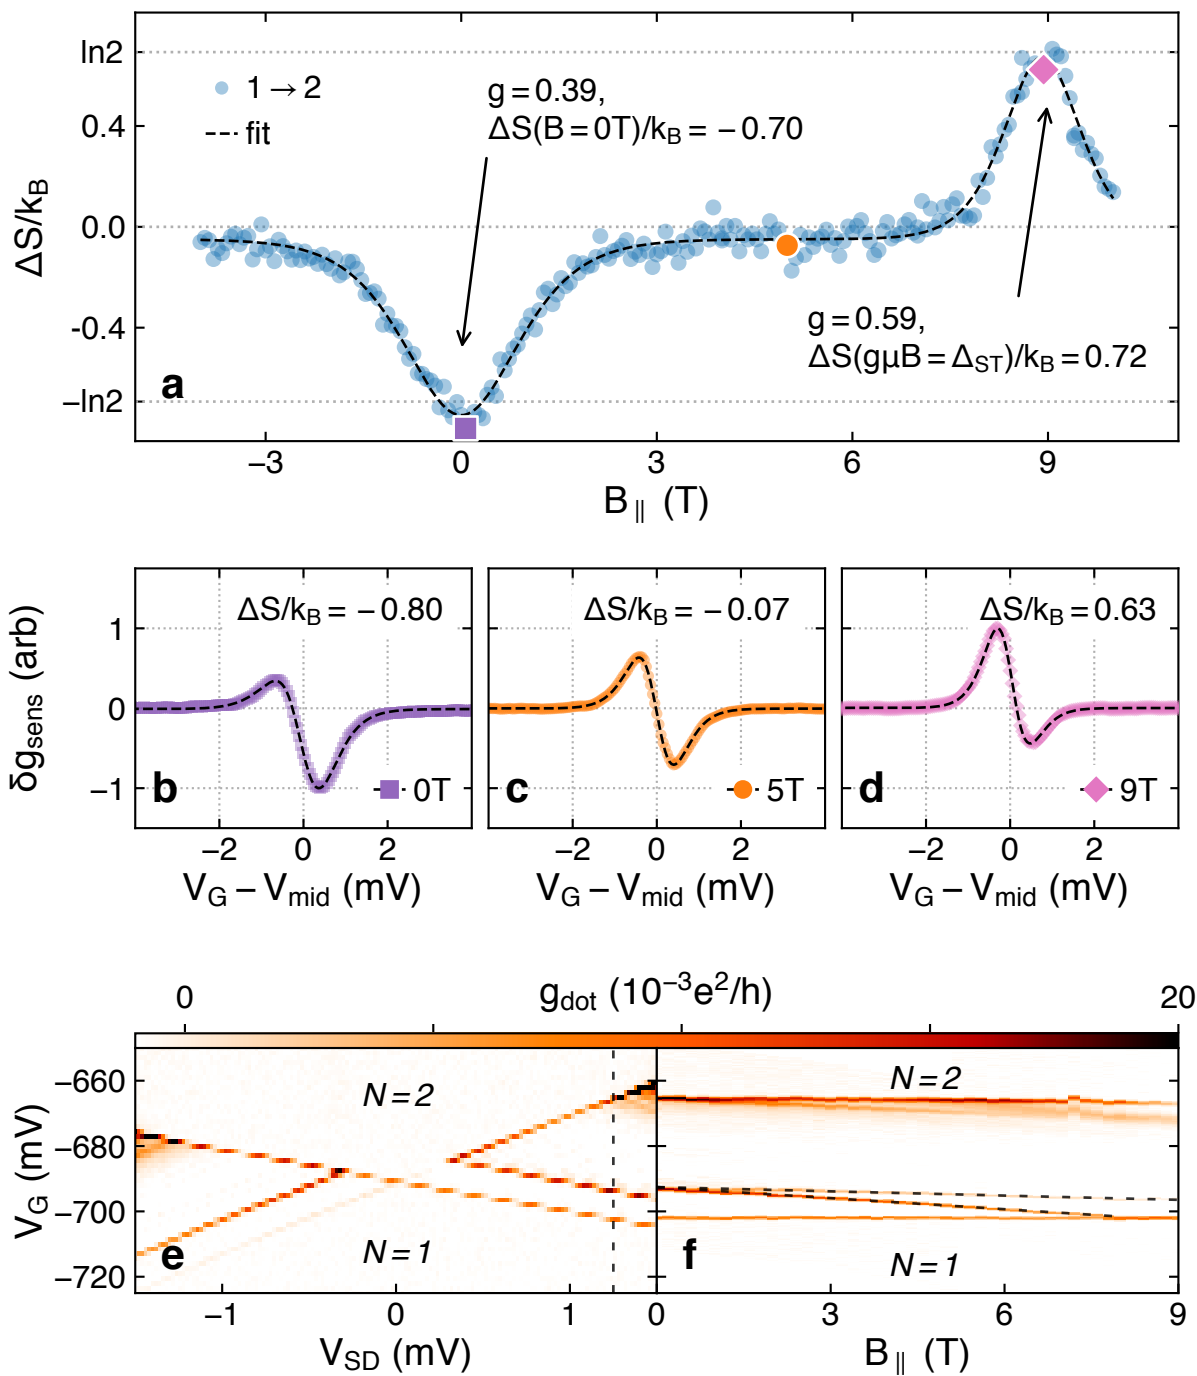 ln2
0.4
0.0
-0.4
−ln2
ΔS/k_B
1→2
fit
g=0.39,
ΔS(B=0T)/k_B=−0.70
g=0.59,
ΔS(gμB=Δ_ST)/k_B=0.72
a
−3 0 3 6 9
B_|| (T)
δg_sens (arb)
1
0
−1
ΔS/k_B=−0.80
b
0T
−2 0 2
V_G−V_mid (mV)
ΔS/k_B=−0.07
c
5T
−2 0 2
V_G−V_mid (mV)
ΔS/k_B=0.63
d
9T
−2 0 2
V_G−V_mid (mV)
0 g_dot (10⁻³e²/h) 20
V_G (mV)
−660
−680
−700
−720
N=2
N=1
e
−1 0 1
V_SD (mV)
N=2
N=1
f
0 3 6 9
B_|| (T)